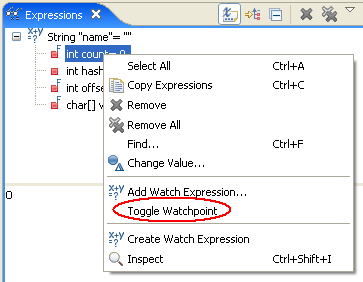 Expressions
String "name"= ""
int count= 0
int hash
int offse
char[] v
Select All Ctrl+A
Copy Expressions Ctrl+C
Remove
Remove All
Find... Ctrl+F
Change Value...
Add Watch Expression...
Toggle Watchpoint
Create Watch Expression
Inspect Ctrl+Shift+I
0